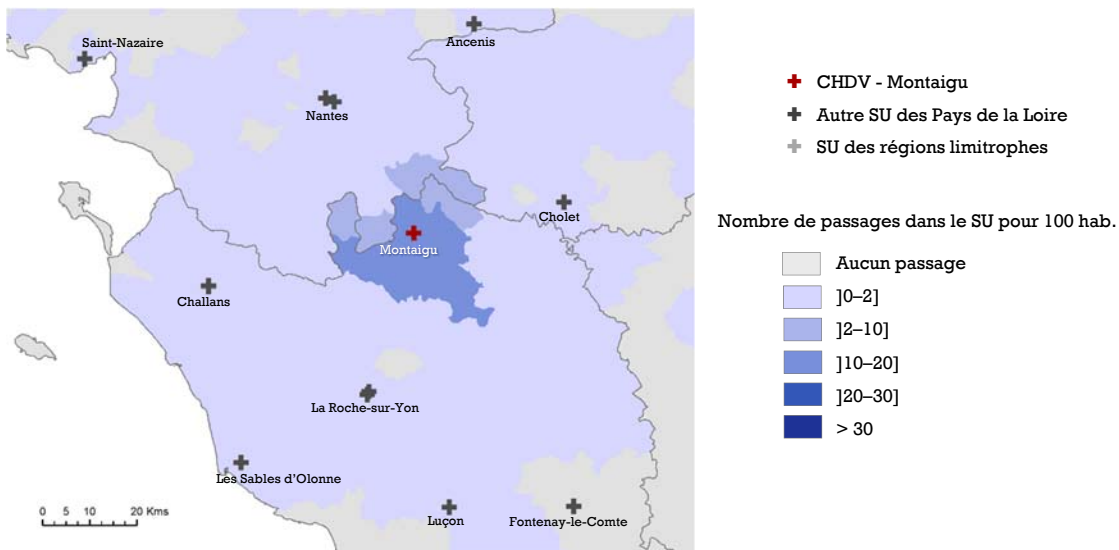 Saint-Nazaire
Ancenis
Nantes
Cholet
Montaigu
Challans
La Roche-sur-Yon
Les Sables d'Olonne
Luçon
Fontenay-le-Comte
0 5 10 20 Kms
CHDV - Montaigu
Autre SU des Pays de la Loire
SU des régions limitrophes
Nombre de passages dans le SU pour 100 hab.
Aucun passage
]0–2]
]2–10]
]10–20]
]20–30]
> 30